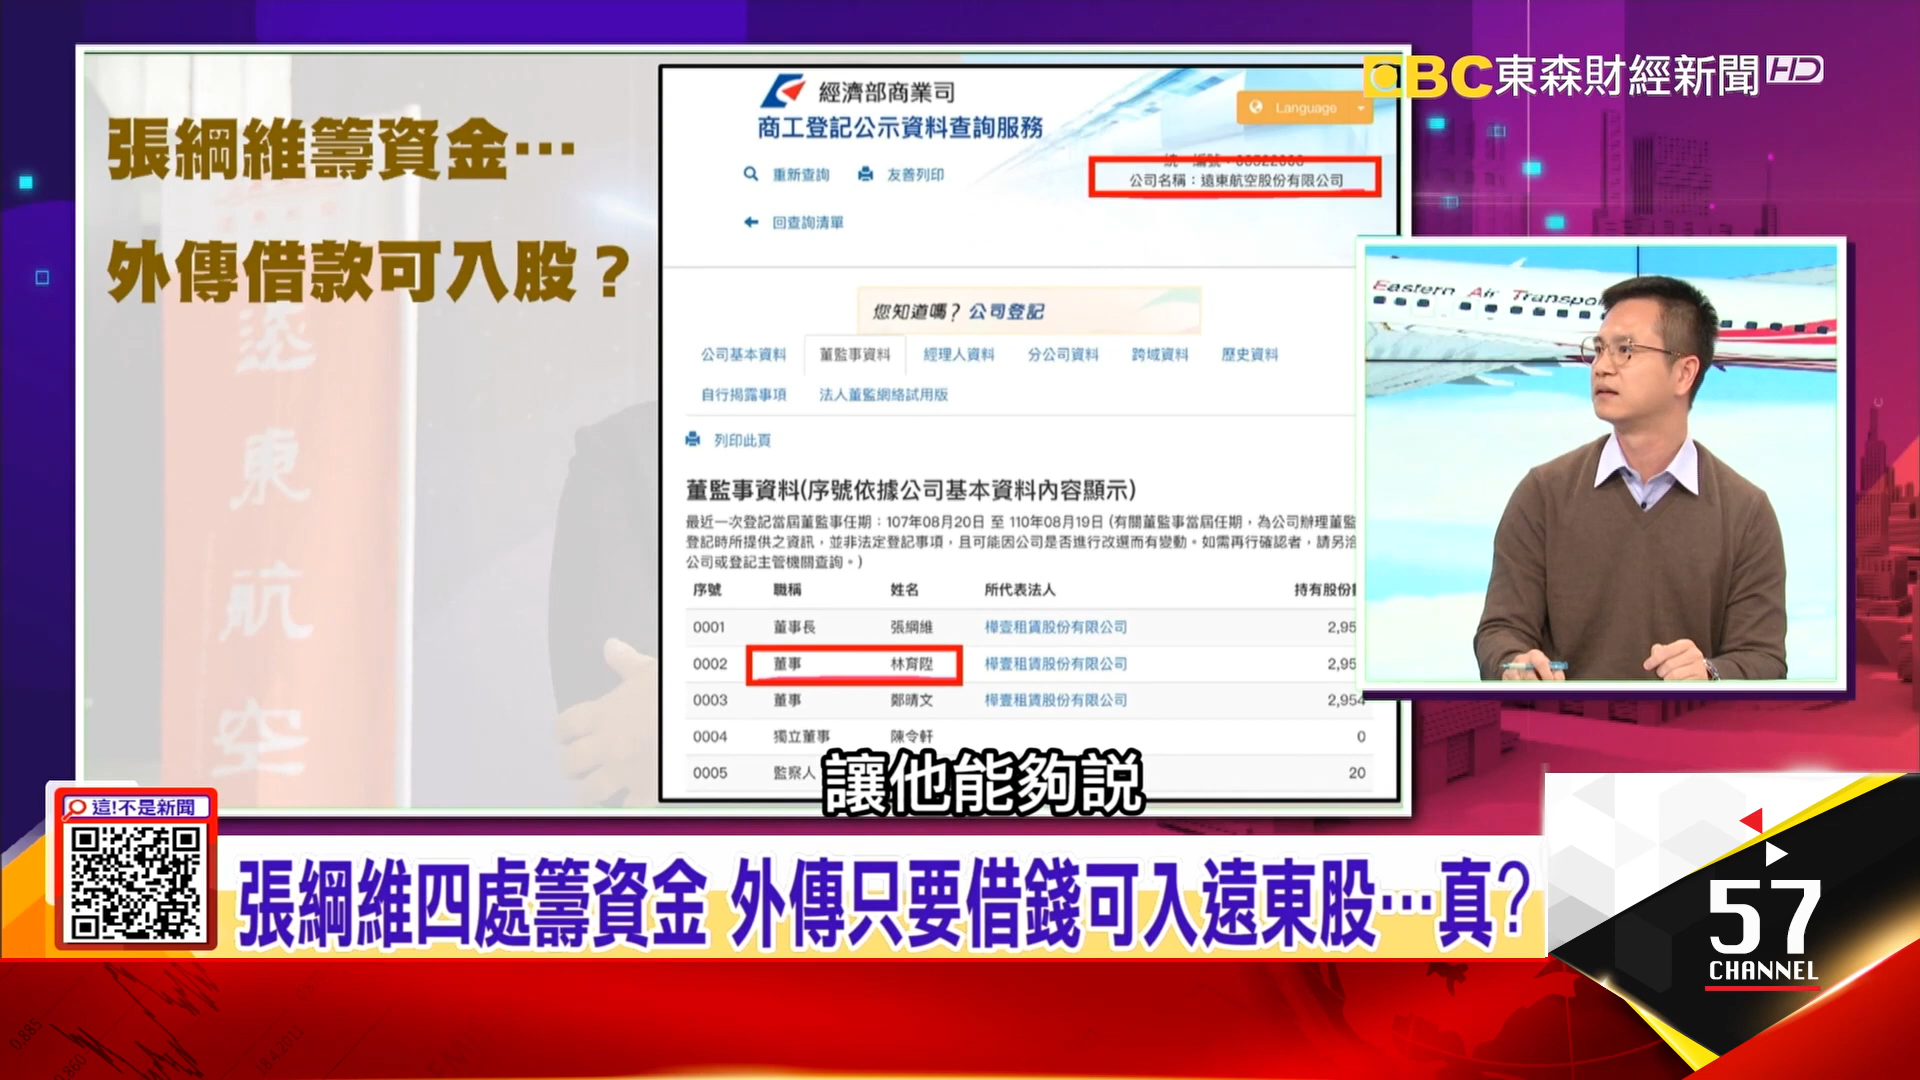 EBC東森財經新聞HD
張綱維籌資金…
外傳借款可入股？
遠東航空
經濟部商業司
商工登記公示資料查詢服務
Language
重新查詢 友善列印
公司名稱：遠東航空股份有限公司
回查詢清單
您知道嗎? 公司登記
公司基本資料 董監事資料 經理人資料 分公司資料 跨域資料 歷史資料
自行揭露事項 法人董監網絡試用版
列印此頁
董監事資料(序號依據公司基本資料內容顯示)
最近一次登記當屆董監事任期：107年08月20日 至 110年08月19日 (有關董監事當屆任期，為公司辦理董監
登記時所提供之資訊，並非法定登記事項，且可能因公司是否進行改選而有變動。如需再行確認者，請另洽
公司或登記主管機關查詢。)
序號 職稱 姓名 所代表法人 持有股份
0001 董事長 張綱維 樺壹租賃股份有限公司 2,95
0002 董事 林育陞 樺壹租賃股份有限公司 2,95
0003 董事 鄭晴文 樺壹租賃股份有限公司 2,954
0004 獨立董事 陳令軒 0
0005 監察人 20
Eastern Air Transpo
讓他能夠説
這!不是新聞
張綱維四處籌資金 外傳只要借錢可入遠東股…真?
57
CHANNEL